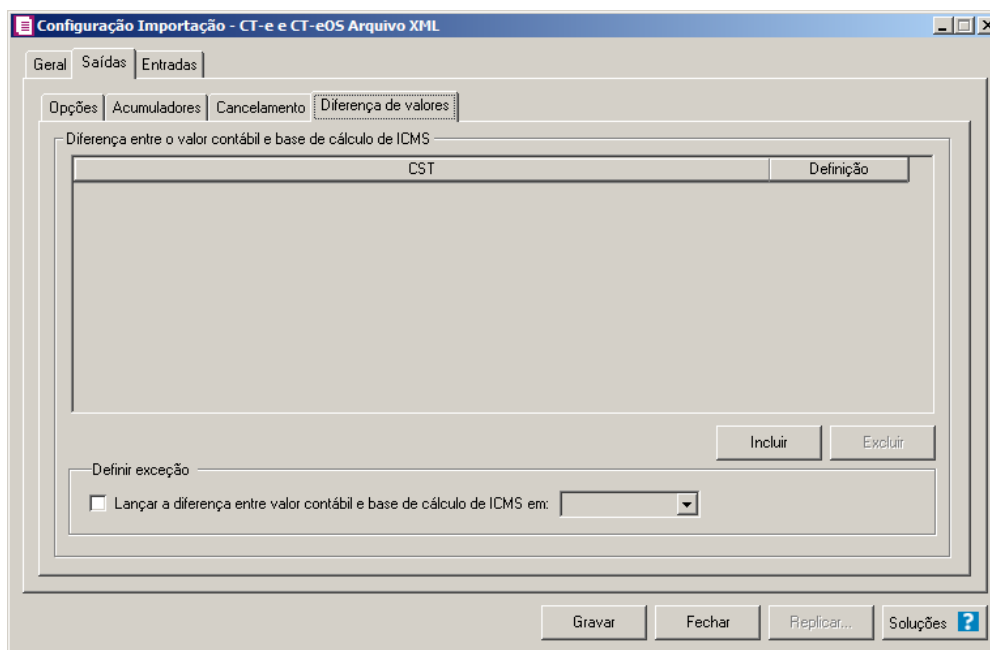 Configuração Importação - CT-e e CT-eOS Arquivo XML
Geral Saídas Entradas
Opções Acumuladores Cancelamento Diferença de valores
Diferença entre o valor contábil e base de cálculo de ICMS
CST Definição
Incluir Excluir
Definir exceção
Lançar a diferença entre valor contábil e base de cálculo de ICMS em:
Gravar Fechar Replicar... Soluções ?